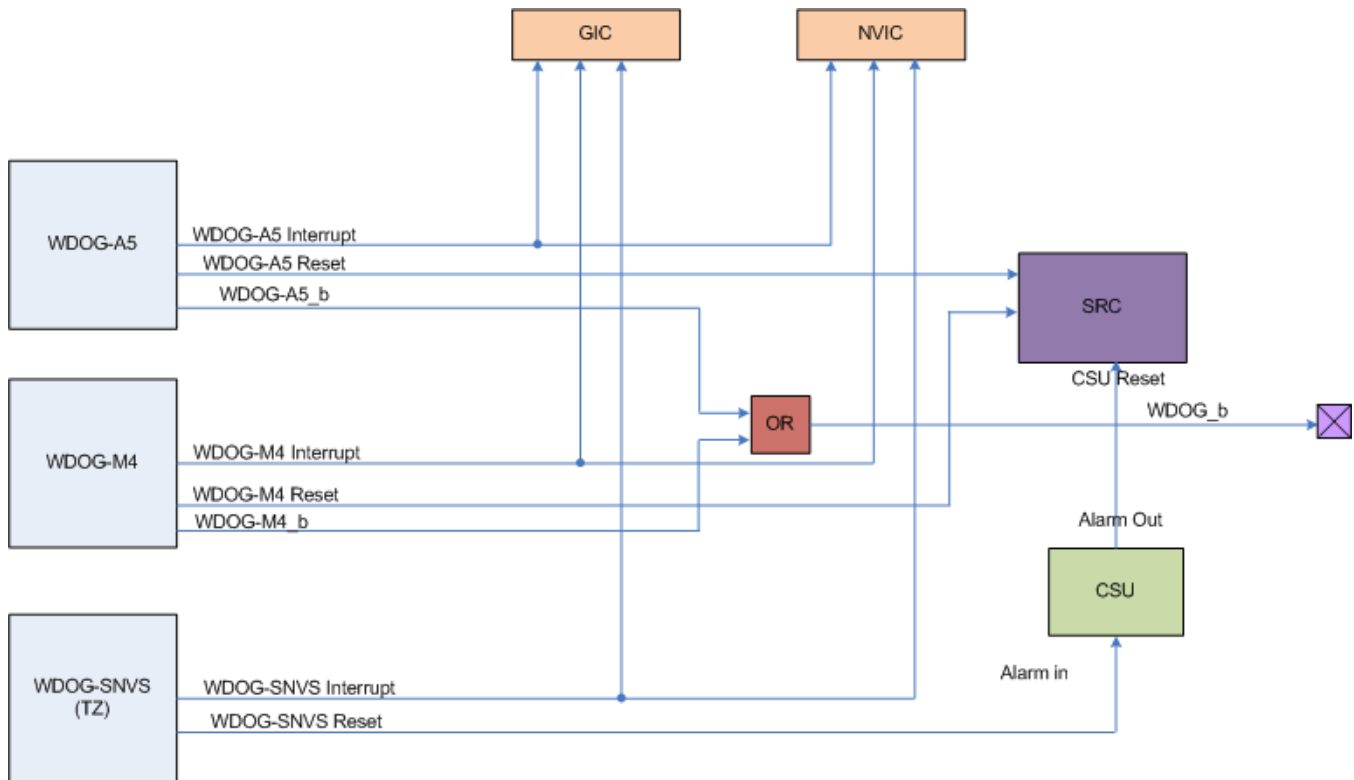 GIC
NVIC
WDOG-A5
WDOG-A5 Interrupt
WDOG-A5 Reset
WDOG-A5_b
SRC
CSU Reset
WDOG-M4
WDOG-M4 Interrupt
WDOG-M4 Reset
WDOG-M4_b
OR
WDOG_b
Alarm Out
CSU
Alarm in
WDOG-SNVS
(TZ)
WDOG-SNVS Interrupt
WDOG-SNVS Reset